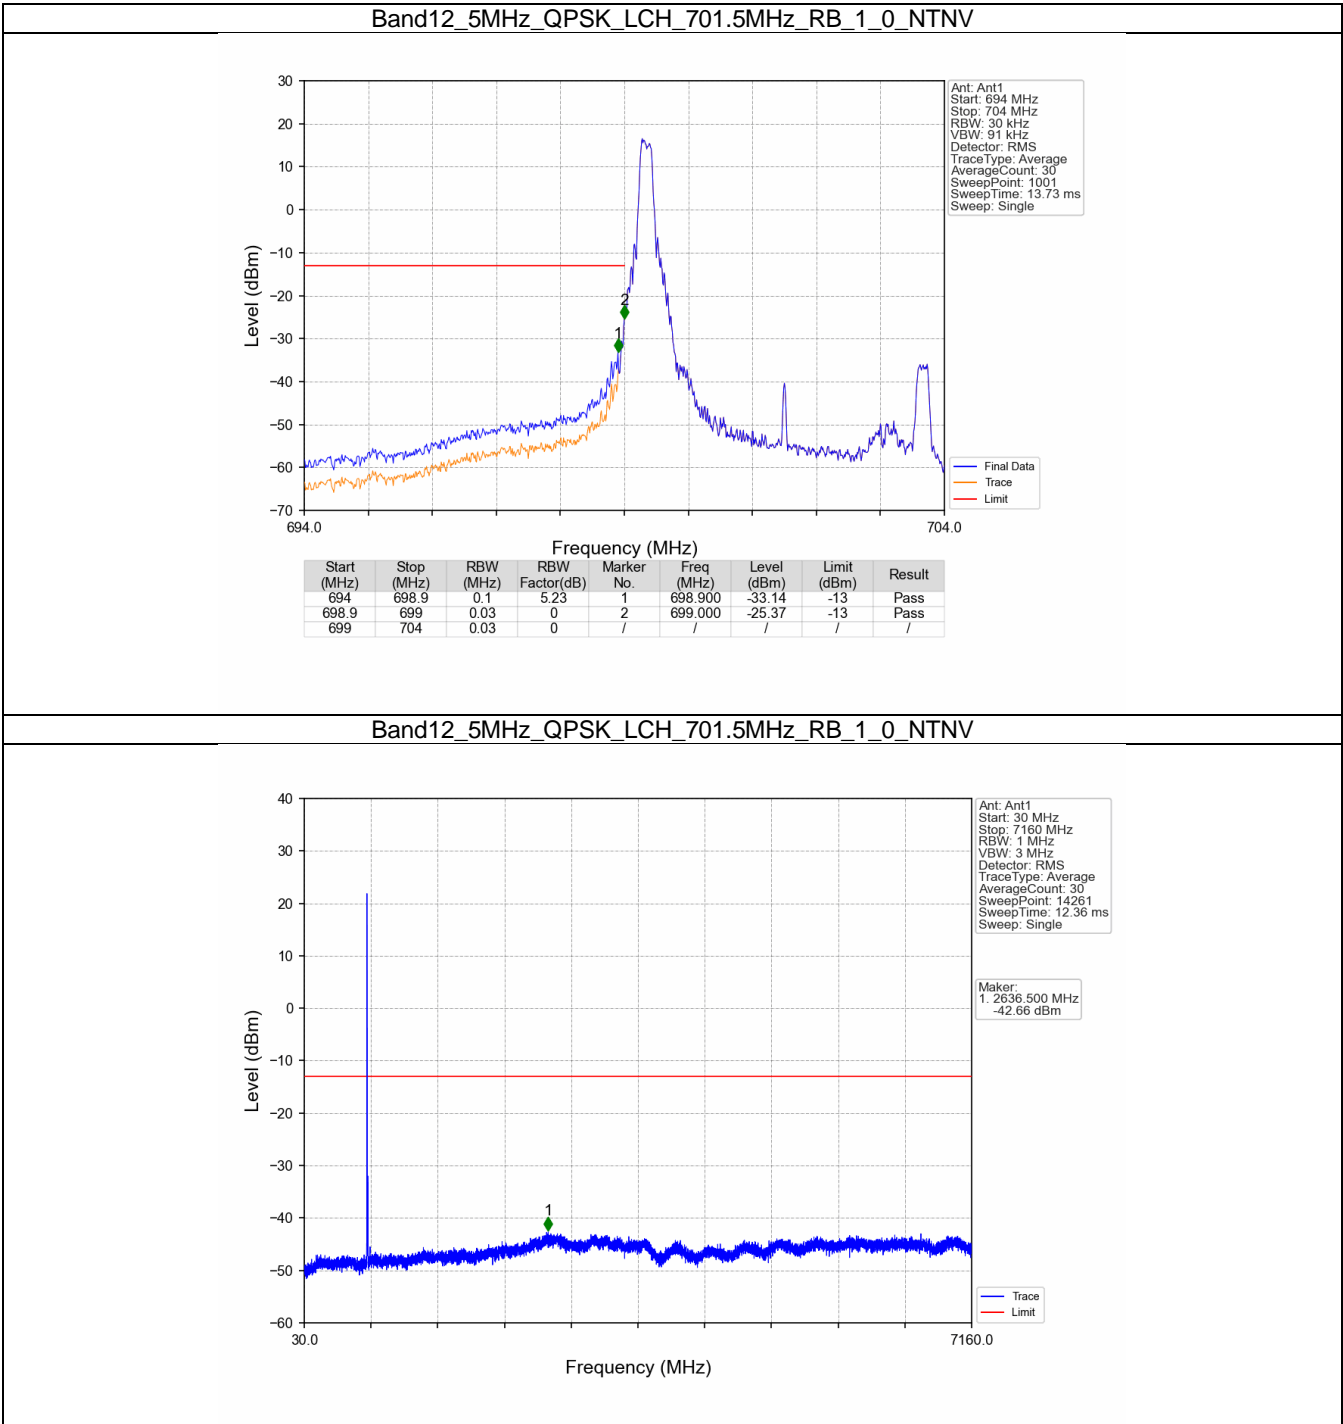 Band12_5MHz_QPSK_LCH_701.5MHz_RB_1_0_NTNV
30
20
10
0
−10
−20
−30
−40
−50
−60
−70
Level (dBm)
2
1
694.0
704.0
Frequency (MHz)
Ant: Ant1
Start: 694 MHz
Stop: 704 MHz
RBW: 30 kHz
VBW: 91 kHz
Detector: RMS
TraceType: Average
AverageCount: 30
SweepPoint: 1001
SweepTime: 13.73 ms
Sweep: Single
Final Data
Trace
Limit
Start (MHz) Stop (MHz) RBW (MHz) RBW Factor(dB) Marker No. Freq (MHz) Level (dBm) Limit (dBm) Result
694 698.9 0.1 5.23 1 698.900 -33.14 -13 Pass
698.9 699 0.03 0 2 699.000 -25.37 -13 Pass
699 704 0.03 0 / / / / /
Band12_5MHz_QPSK_LCH_701.5MHz_RB_1_0_NTNV
40
30
20
10
0
−10
−20
−30
−40
−50
−60
Level (dBm)
1
30.0
7160.0
Frequency (MHz)
Ant: Ant1
Start: 30 MHz
Stop: 7160 MHz
RBW: 1 MHz
VBW: 3 MHz
Detector: RMS
TraceType: Average
AverageCount: 30
SweepPoint: 14261
SweepTime: 12.36 ms
Sweep: Single
Maker:
1. 2636.500 MHz
-42.66 dBm
Trace
Limit